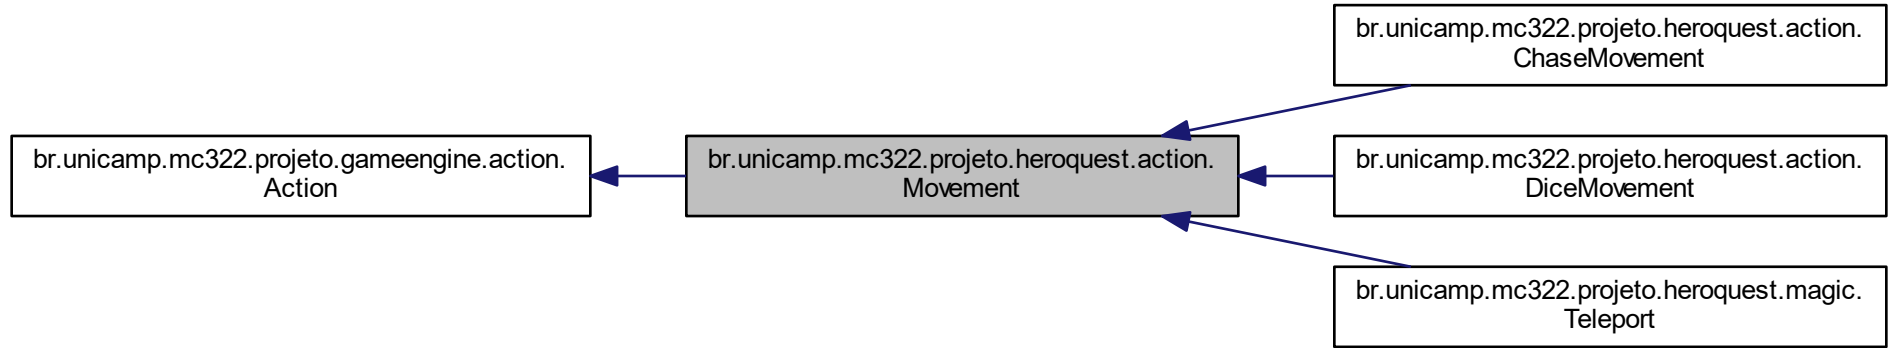 br.unicamp.mc322.projeto.heroquest.action.
ChaseMovement
br.unicamp.mc322.projeto.gameengine.action.
Action
br.unicamp.mc322.projeto.heroquest.action.
Movement
br.unicamp.mc322.projeto.heroquest.action.
DiceMovement
br.unicamp.mc322.projeto.heroquest.magic.
Teleport